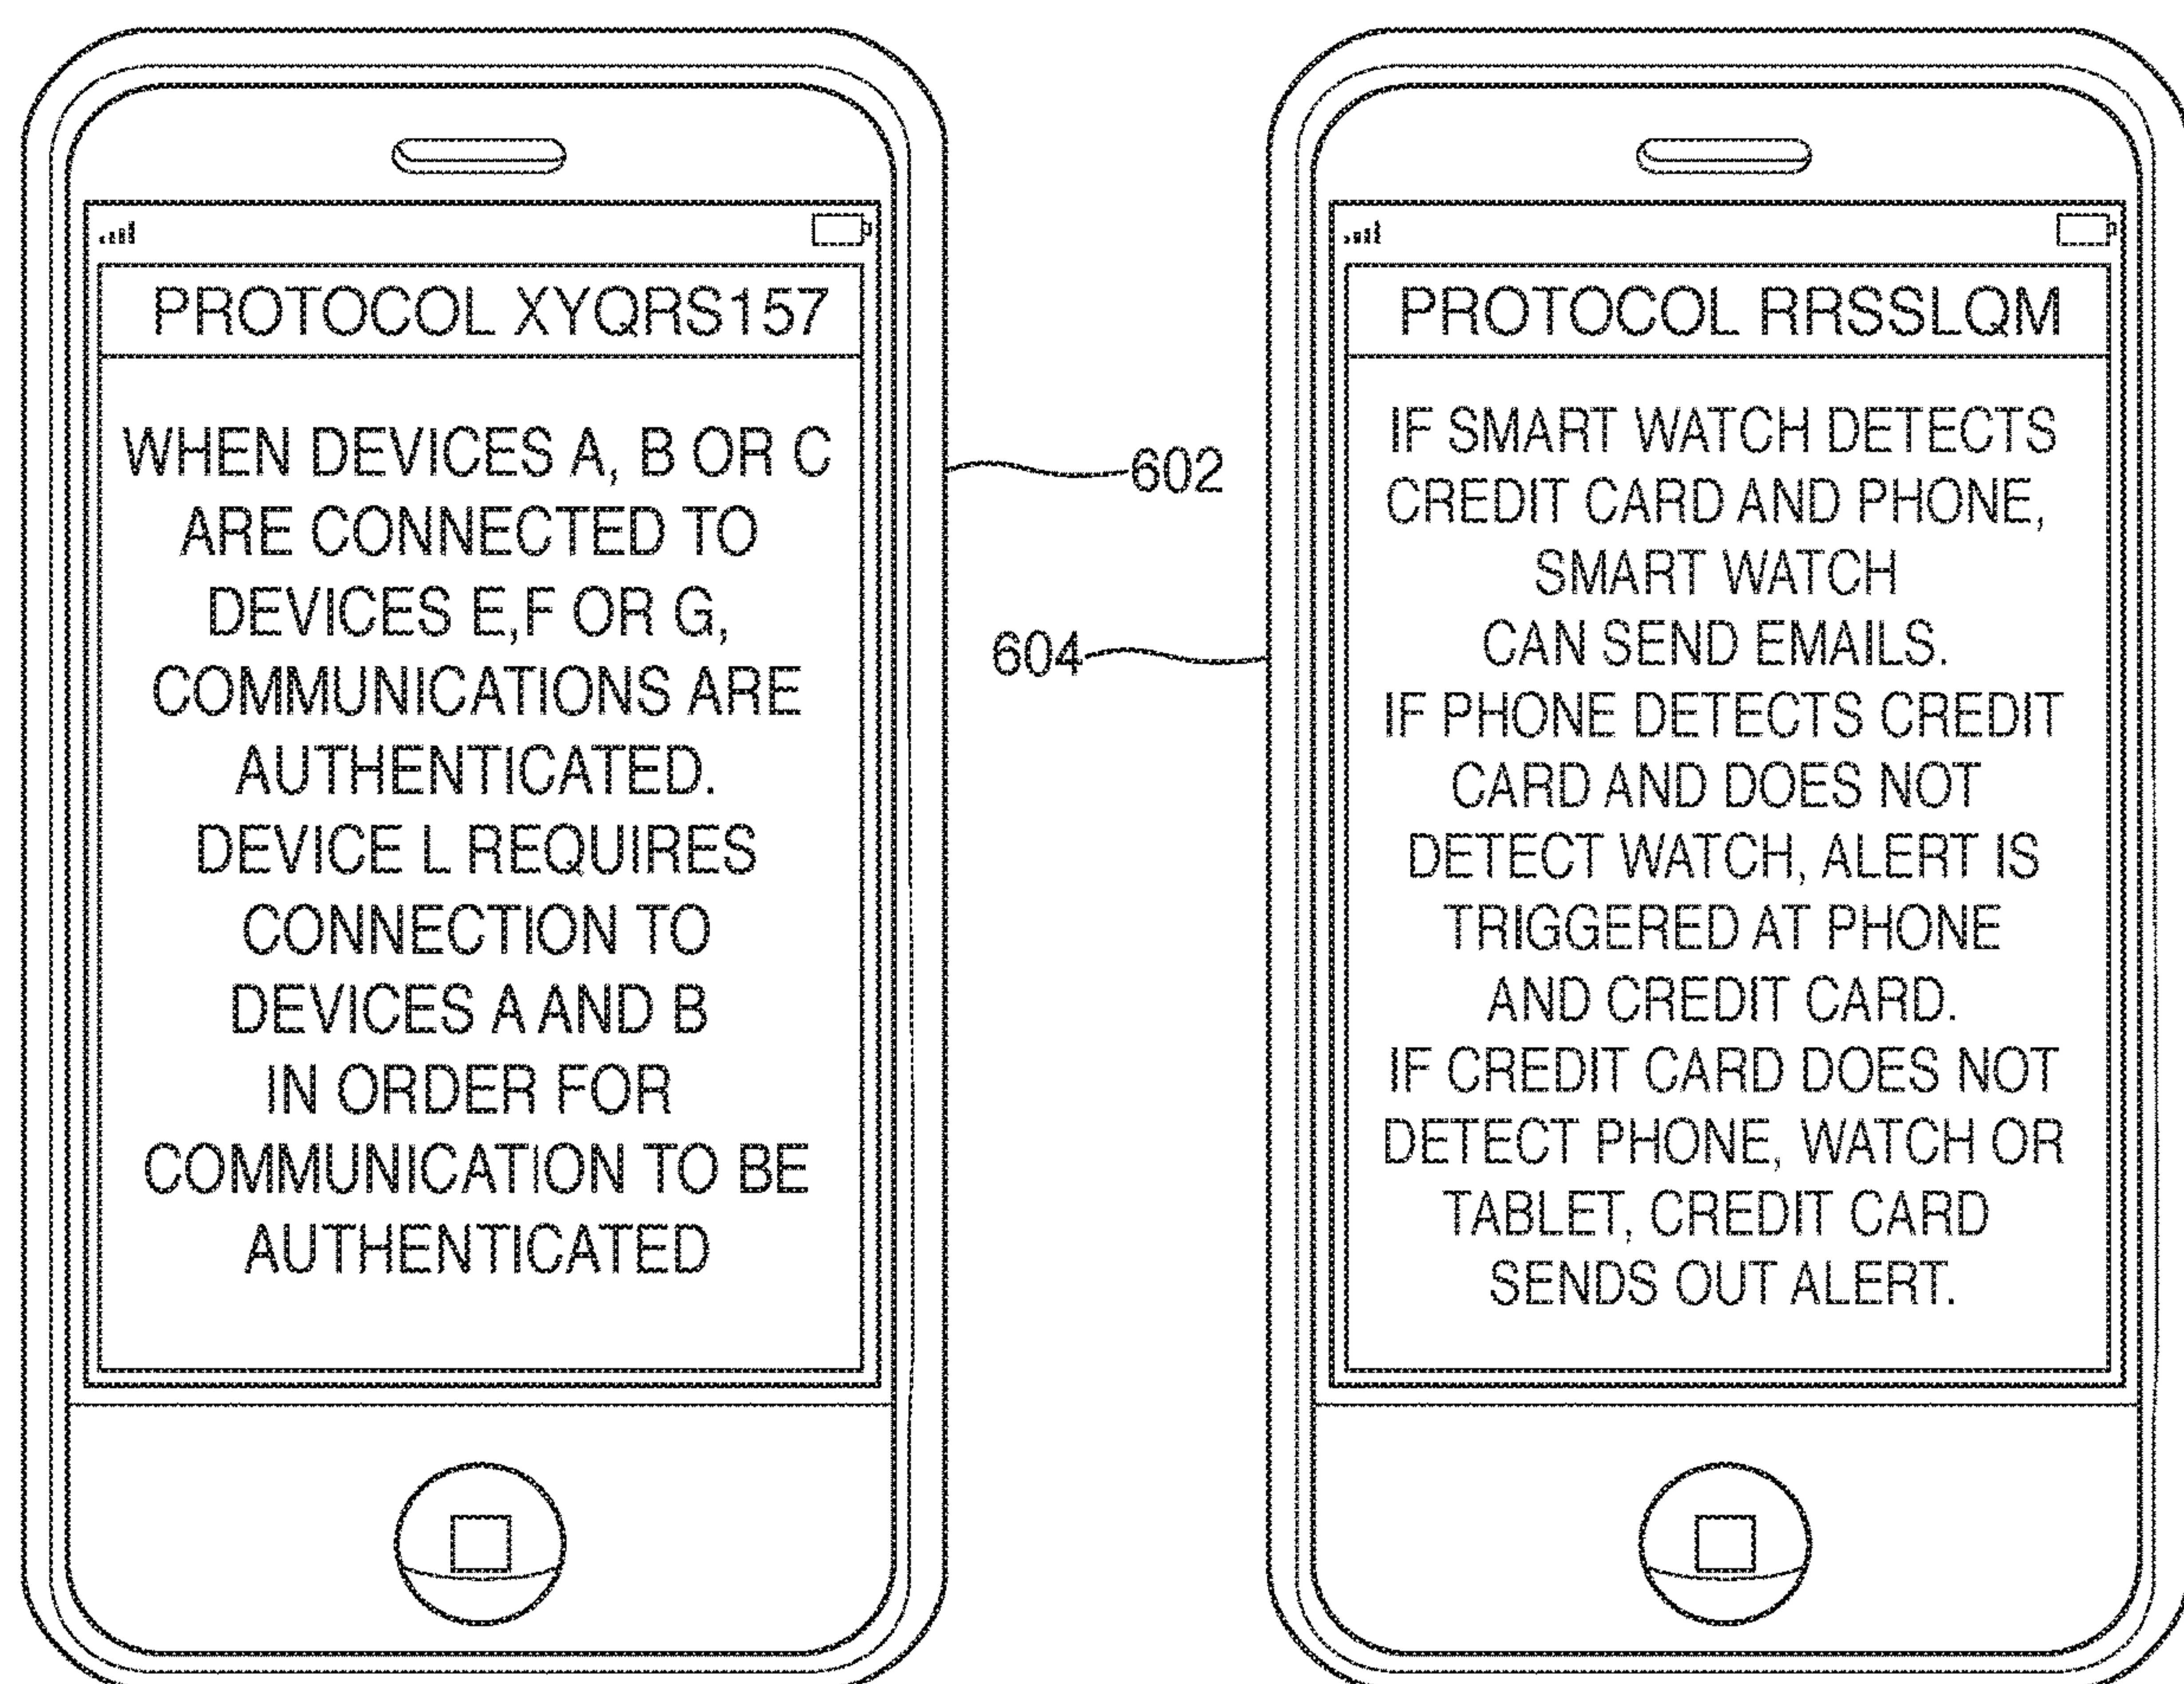 PROTOCOL XYQRS157
WHEN DEVICES A, B OR C
ARE CONNECTED TO
DEVICES E,F OR G,
COMMUNICATIONS ARE
AUTHENTICATED.
DEVICE L REQUIRES
CONNECTION TO
DEVICES A AND B
IN ORDER FOR
COMMUNICATION TO BE
AUTHENTICATED
602
604
PROTOCOL RRSSLQM
IF SMART WATCH DETECTS
CREDIT CARD AND PHONE,
SMART WATCH
CAN SEND EMAILS.
IF PHONE DETECTS CREDIT
CARD AND DOES NOT
DETECT WATCH, ALERT IS
TRIGGERED AT PHONE
AND CREDIT CARD.
IF CREDIT CARD DOES NOT
DETECT PHONE, WATCH OR
TABLET, CREDIT CARD
SENDS OUT ALERT.